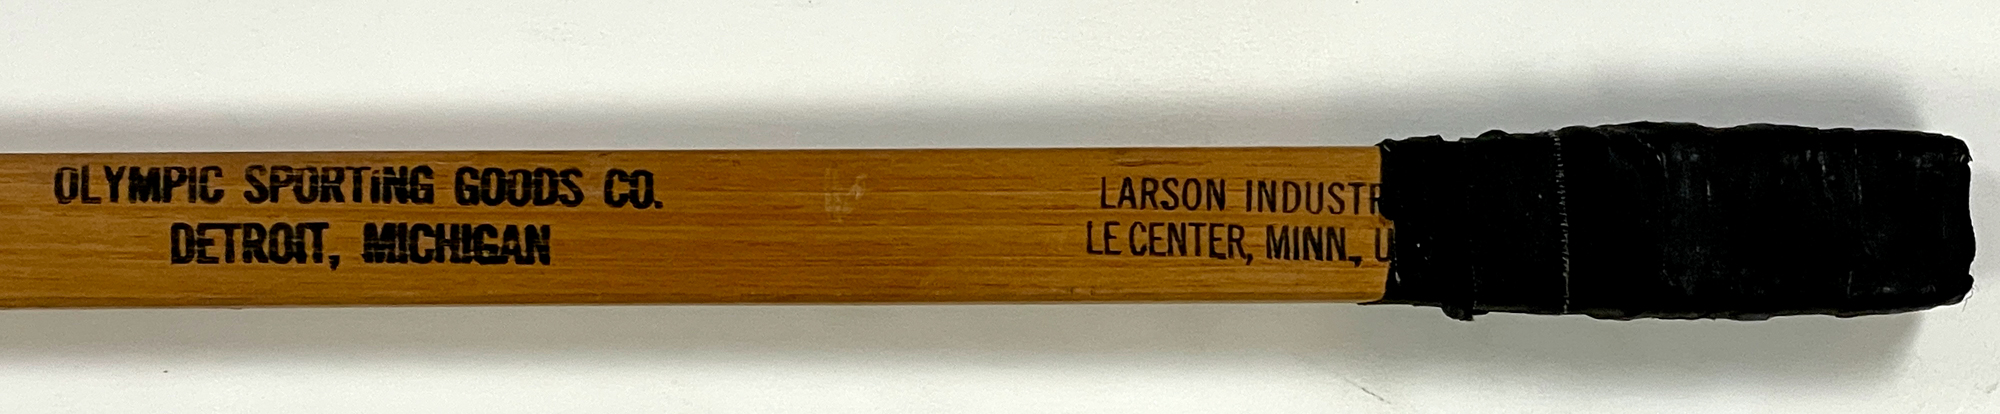 OLYMPIC SPORTING GOODS CO.
DETROIT, MICHIGAN
LARSON INDUSTR
LE CENTER, MINN., U